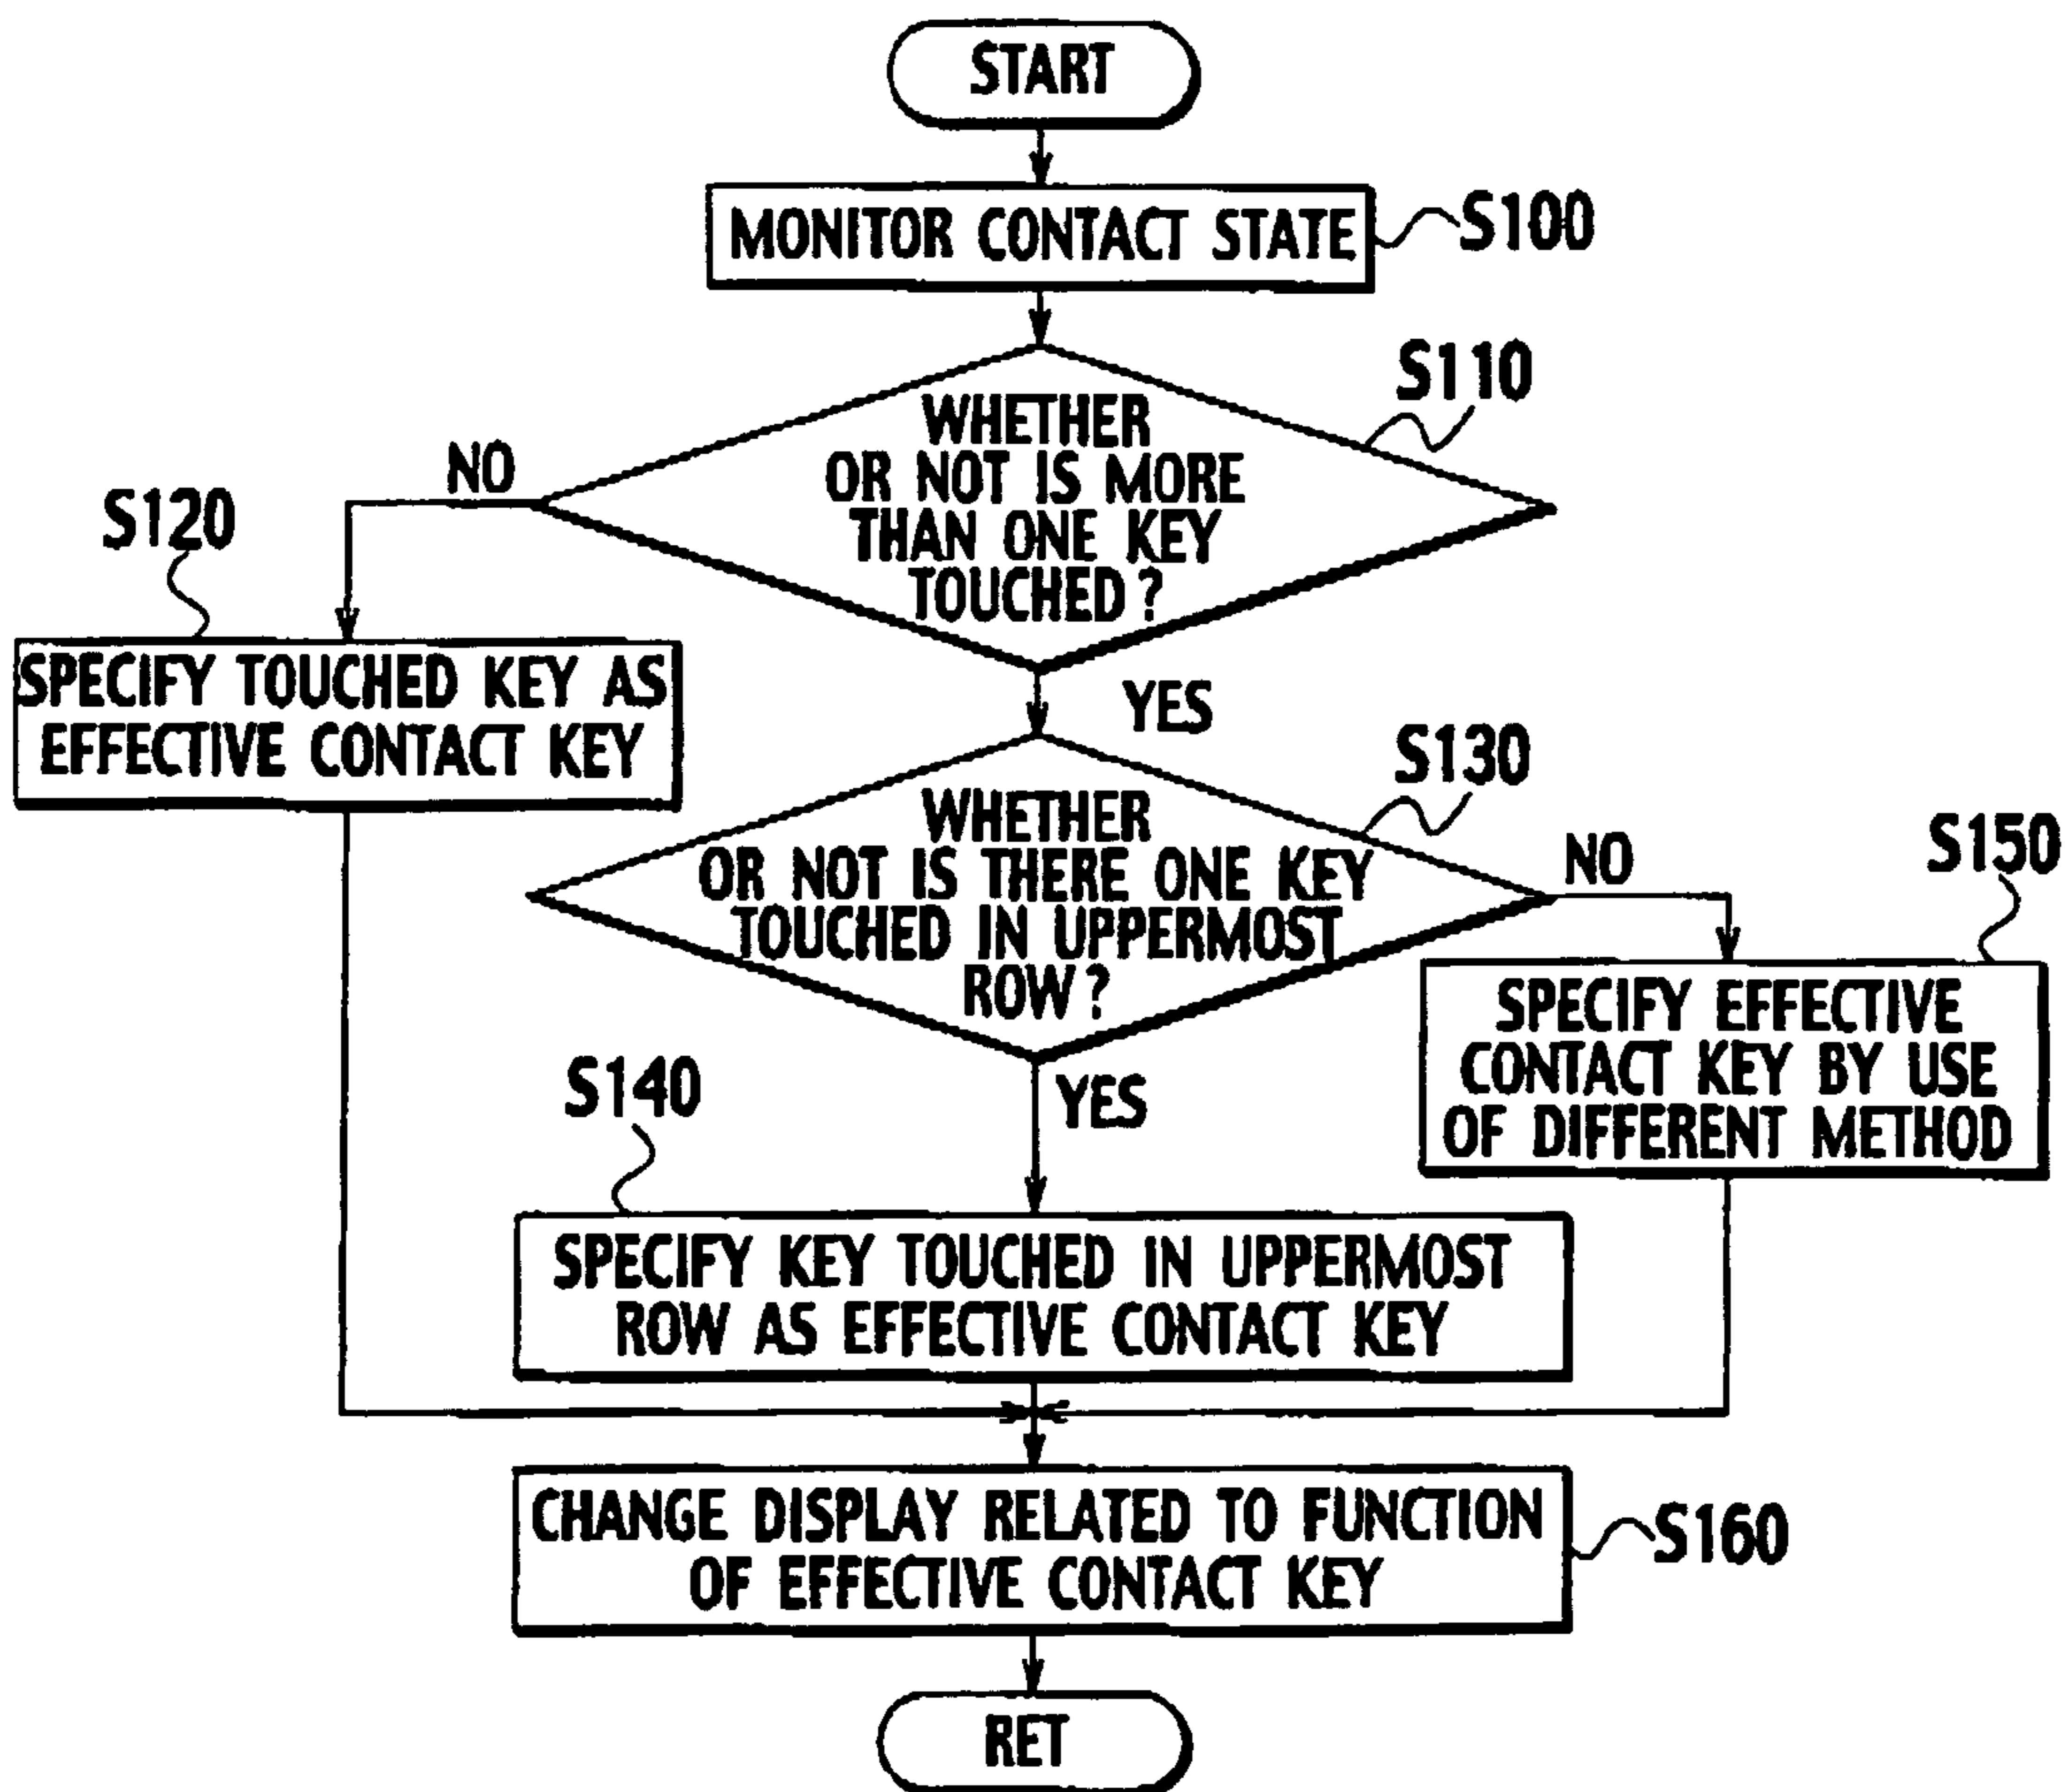 START
MONITOR CONTACT STATE
S100
S110
WHETHER
OR NOT IS MORE
THAN ONE KEY
TOUCHED?
NO
S120
SPECIFY TOUCHED KEY AS
EFFECTIVE CONTACT KEY
YES
S130
WHETHER
OR NOT IS THERE ONE KEY
TOUCHED IN UPPERMOST
ROW?
NO
S150
SPECIFY EFFECTIVE
CONTACT KEY BY USE
OF DIFFERENT METHOD
YES
S140
SPECIFY KEY TOUCHED IN UPPERMOST
ROW AS EFFECTIVE CONTACT KEY
CHANGE DISPLAY RELATED TO FUNCTION
OF EFFECTIVE CONTACT KEY
S160
RET